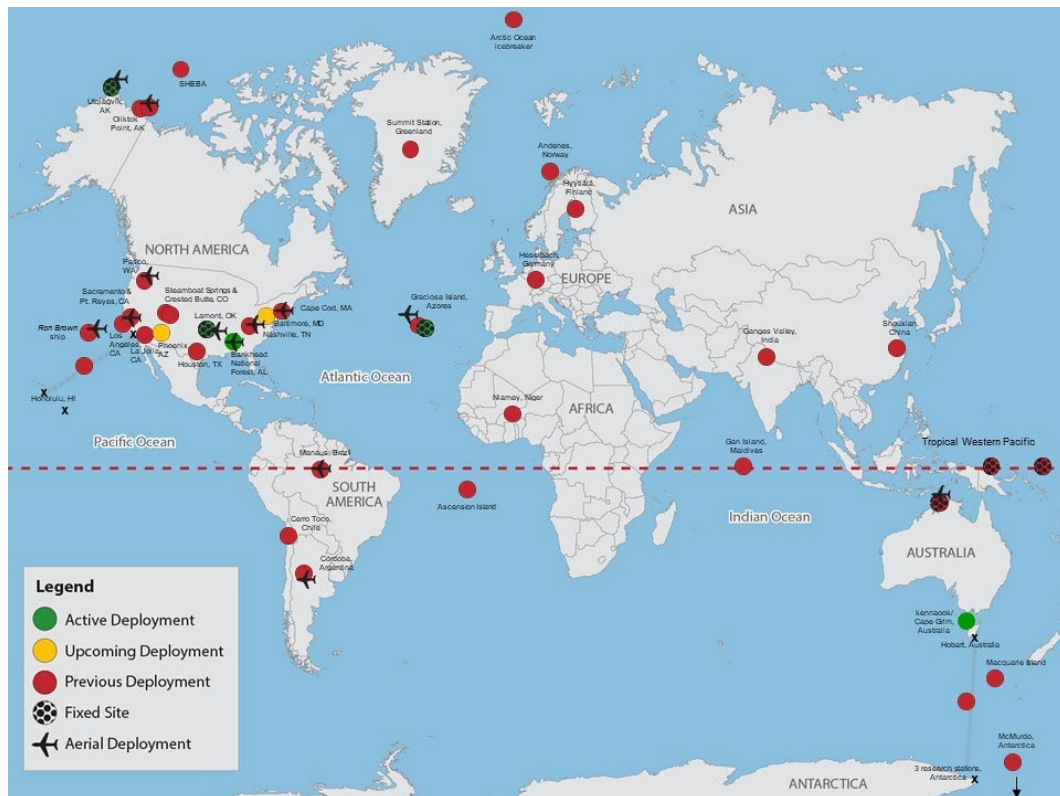 Arctic Ocean
icebreaker
SHEBA
Utqiaġvik,
AK
Oliktok
Point, AK
Summit Station,
Greenland
Andenes,
Norway
Hyytiälä,
Finland
ASIA
NORTH AMERICA
Pasco,
WA
Heselbach,
Germany
EUROPE
Sacramento &
Pt. Reyes, CA
Steamboat Springs &
Crested Butte, CO
Lamont, OK
Cape Cod, MA
Baltimore, MD
Nashville, TN
Graciosa Island,
Azores
Ron Brown
ship
Los
Angeles,
CA
La Jolla,
CA
Phoenix
AZ
Houston, TX
Bankhead
National
Forest, AL
Ganges Valley,
India
Shouxian,
China
Atlantic Ocean
Honolulu, HI
Niamey, Niger
AFRICA
Pacific Ocean
Gan Island,
Maldives
Tropical Western Pacific
Manaus, Brazil
SOUTH
AMERICA
Ascension Island
Indian Ocean
Cerro Toco,
Chile
Córdoba,
Argentina
AUSTRALIA
kennaook/
Cape Grim,
Australia
Hobart, Australia
Macquarie Island
McMurdo,
Antarctica
3 research stations,
Antarctica
ANTARCTICA
Legend
Active Deployment
Upcoming Deployment
Previous Deployment
Fixed Site
Aerial Deployment